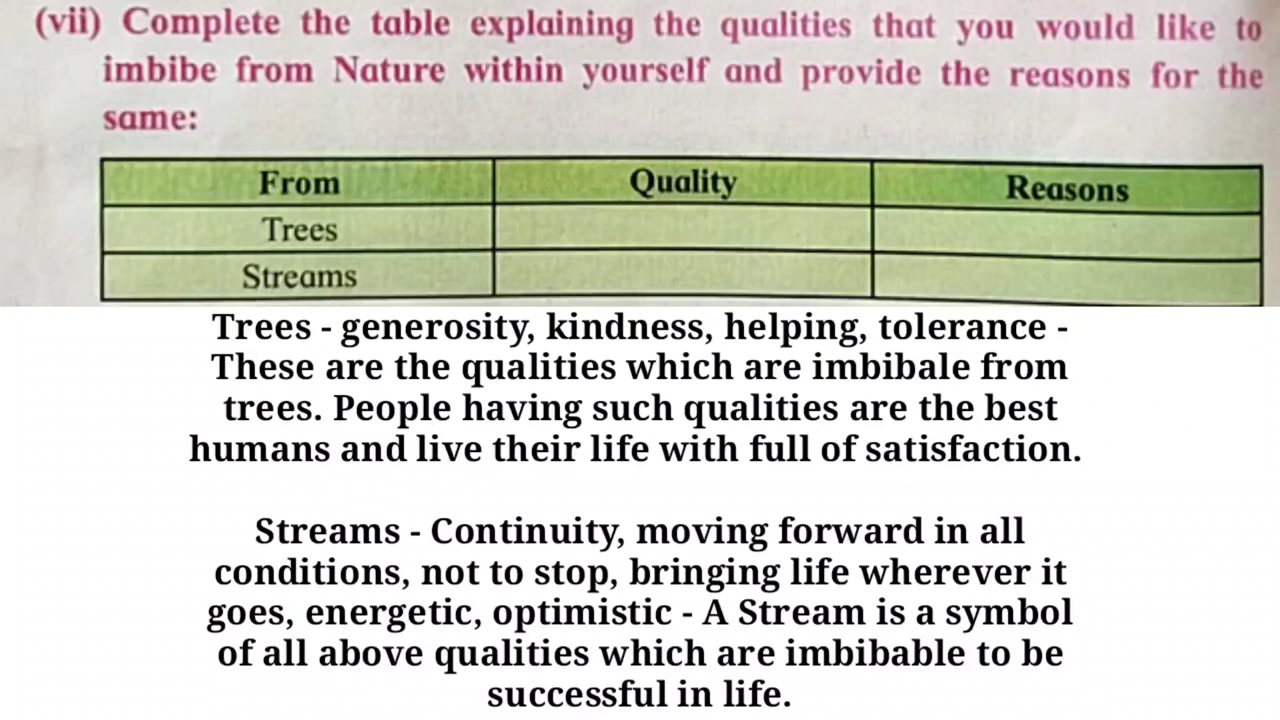 (vii) Complete the table explaining the qualities that you would like to
imbibe from Nature within yourself and provide the reasons for the
same:
From Quality Reasons
Trees
Streams
Trees - generosity, kindness, helping, tolerance -
These are the qualities which are imbibale from
trees. People having such qualities are the best
humans and live their life with full of satisfaction.
Streams - Continuity, moving forward in all
conditions, not to stop, bringing life wherever it
goes, energetic, optimistic - A Stream is a symbol
of all above qualities which are imbibable to be
successful in life.